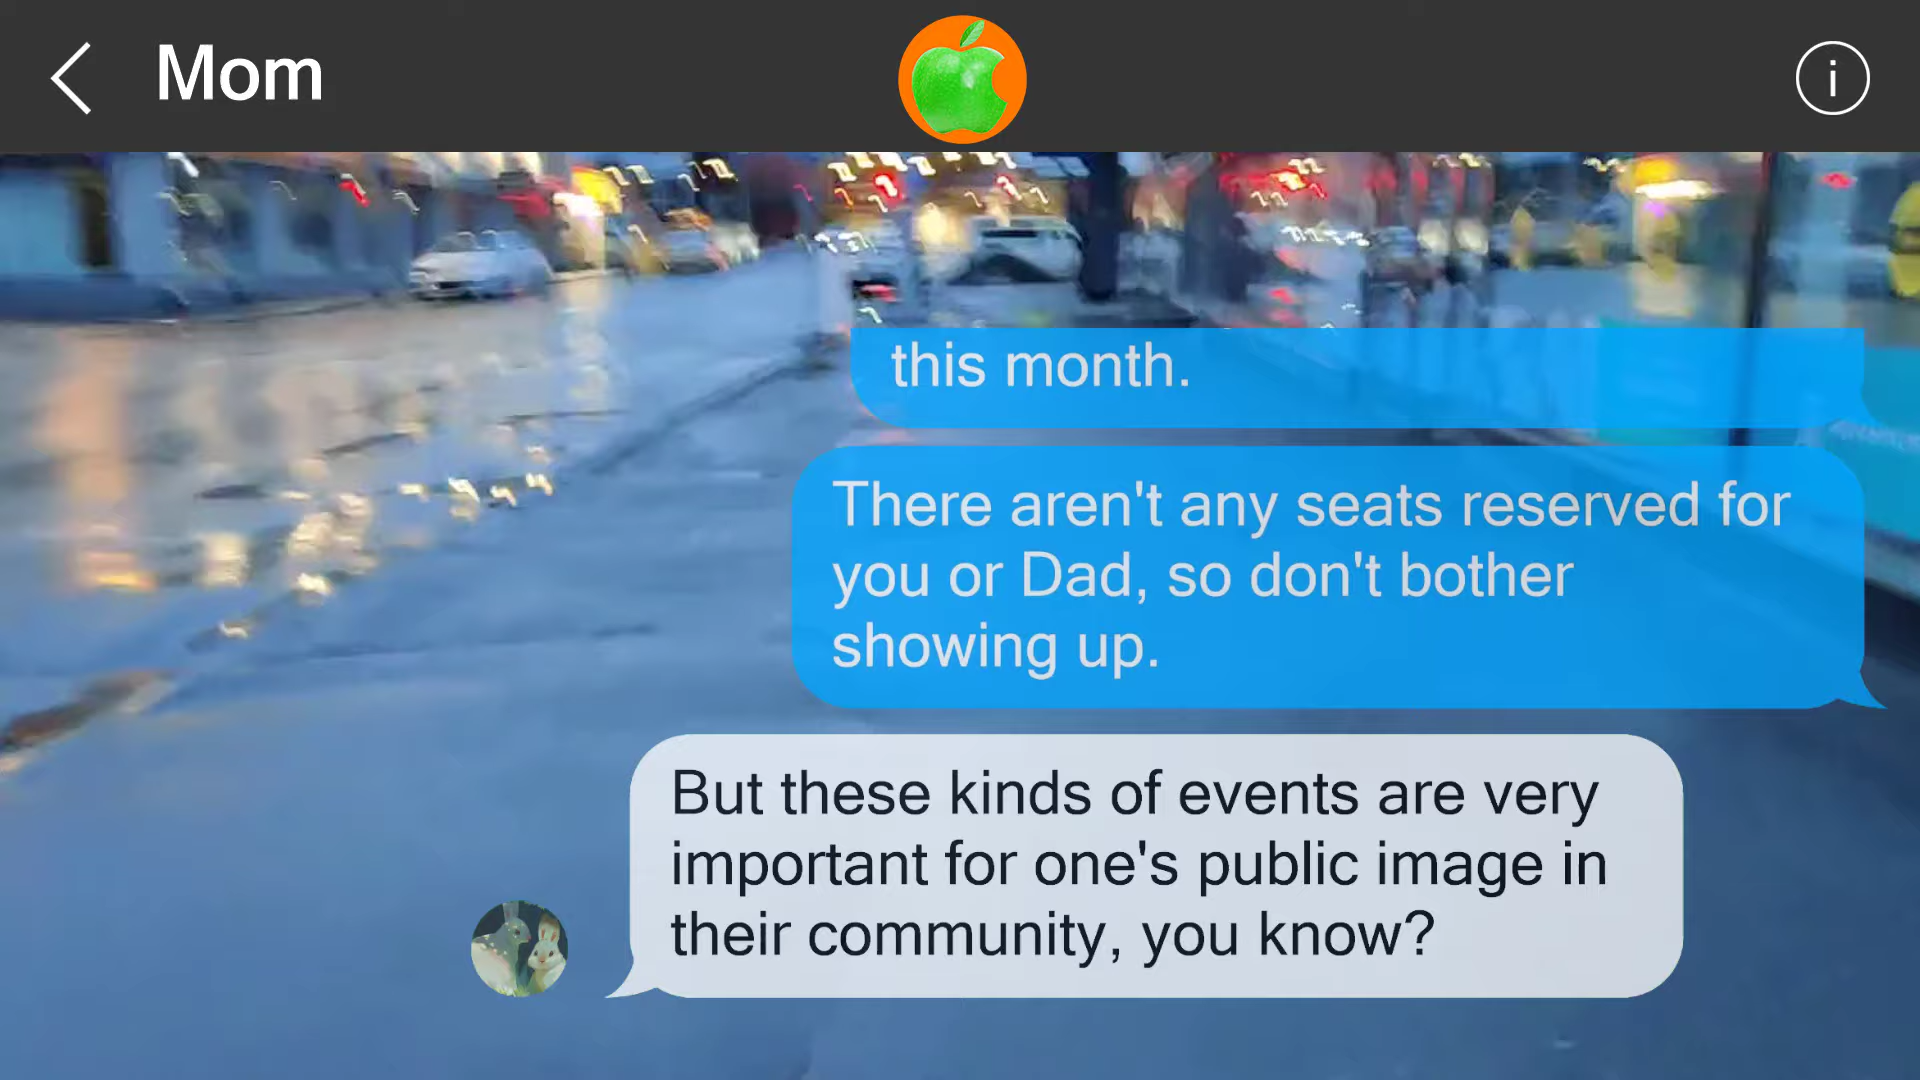 Mom
i
this month.
There aren't any seats reserved for
you or Dad, so don't bother
showing up.
But these kinds of events are very
important for one's public image in
their community, you know?